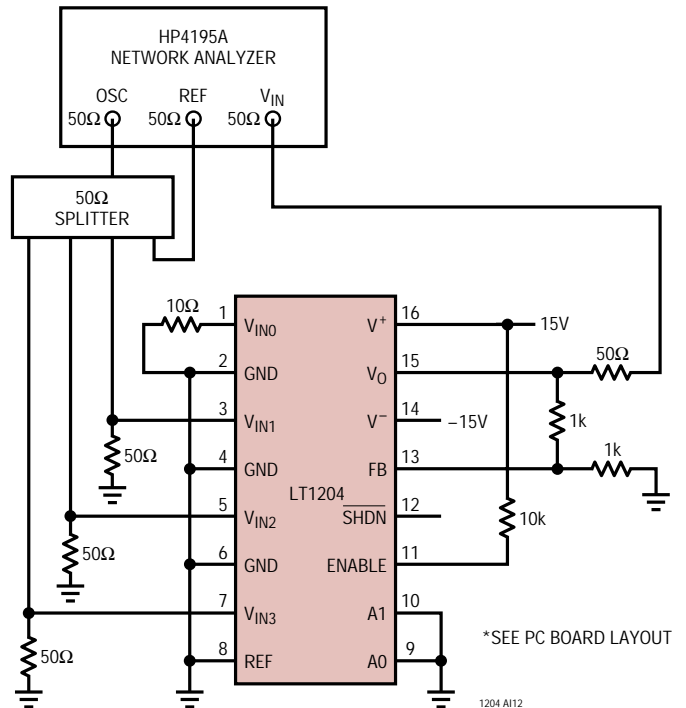 HP4195A
NETWORK ANALYZER
OSC
REF
VIN
50Ω
50Ω
50Ω
50Ω
SPLITTER
10Ω
1
VIN0
V+
16
15V
2
GND
VO
15
50Ω
3
VIN1
V−
14
−15V
1k
50Ω
4
GND
FB
13
1k
LT1204
5
VIN2
SHDN
12
10k
50Ω
6
GND
ENABLE
11
7
VIN3
A1
10
*SEE PC BOARD LAYOUT
50Ω
8
REF
A0
9
1204 AI12